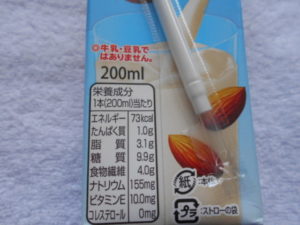 ※牛乳・豆乳で
はありません。
200ml
栄養成分
1本(200ml)当たり
エネルギー 73kcal
たんぱく質 1.0g
脂質 3.1g
糖質 9.9g
食物繊維 4.0g
ナトリウム 155mg
ビタミンE 10.0mg
コレステロール 0mg
紙
プラ
:ストローの袋